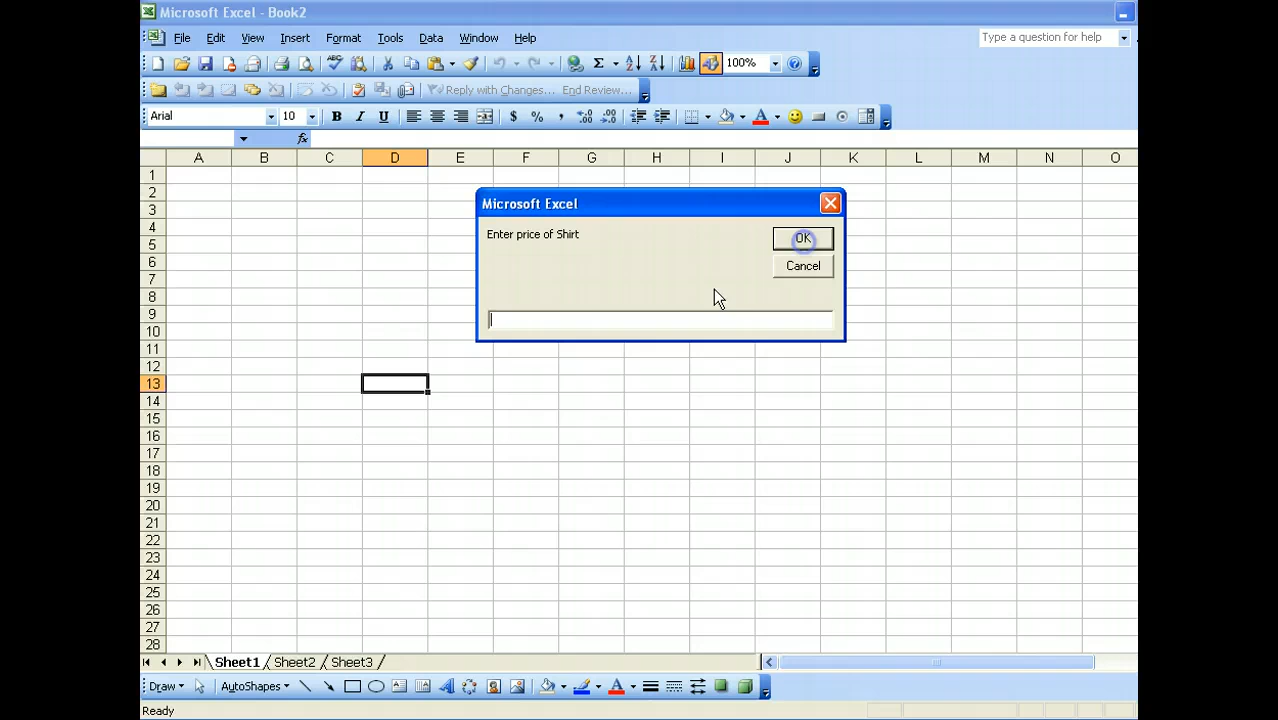 Microsoft Excel - Book2
File Edit View Insert Format Tools Data Window Help Type a question for help
100%
Reply with Changes... End Review...
Arial 10 B I U $ % , A
fx
A B C D E F G H I J K L M N O
1
2
Microsoft Excel
3
4
Enter price of Shirt OK
5
6
Cancel
7
8
9
10
11
12
13
14
15
16
17
18
19
20
21
22
23
24
25
26
27
28
Sheet1 Sheet2 Sheet3
Draw AutoShapes A
Ready